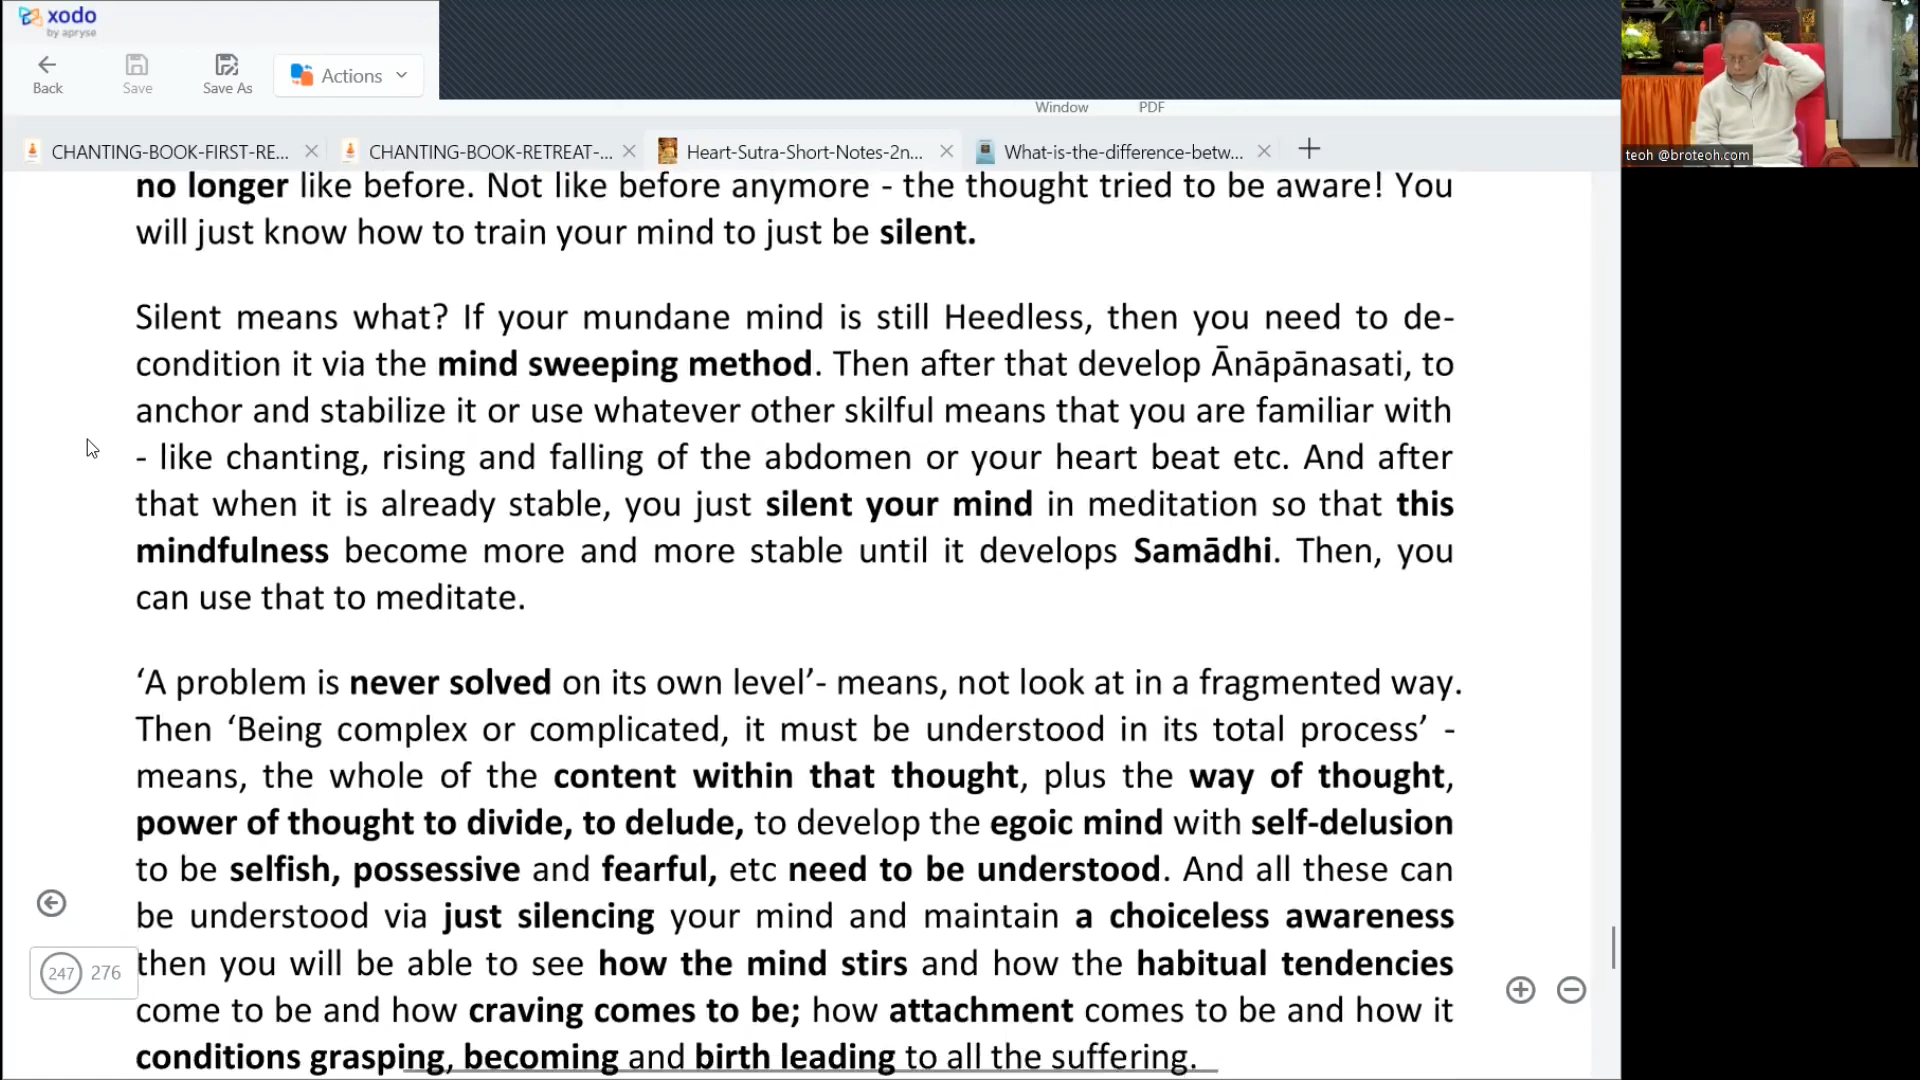 xodo
by apryse
Back
Save
Save As
Actions
Window
PDF
CHANTING-BOOK-FIRST-RE...
CHANTING-BOOK-RETREAT-...
Heart-Sutra-Short-Notes-2n...
What-is-the-difference-betw...
teoh @broteoh.com
no longer like before. Not like before anymore - the thought tried to be aware! You
will just know how to train your mind to just be silent.
Silent means what? If your mundane mind is still Heedless, then you need to de-
condition it via the mind sweeping method. Then after that develop Ānāpānasati, to
anchor and stabilize it or use whatever other skilful means that you are familiar with
- like chanting, rising and falling of the abdomen or your heart beat etc. And after
that when it is already stable, you just silent your mind in meditation so that this
mindfulness become more and more stable until it develops Samādhi. Then, you
can use that to meditate.
‘A problem is never solved on its own level’- means, not look at in a fragmented way.
Then ‘Being complex or complicated, it must be understood in its total process’ -
means, the whole of the content within that thought, plus the way of thought,
power of thought to divide, to delude, to develop the egoic mind with self-delusion
to be selfish, possessive and fearful, etc need to be understood. And all these can
be understood via just silencing your mind and maintain a choiceless awareness
then you will be able to see how the mind stirs and how the habitual tendencies
come to be and how craving comes to be; how attachment comes to be and how it
conditions grasping, becoming and birth leading to all the suffering.
247 276